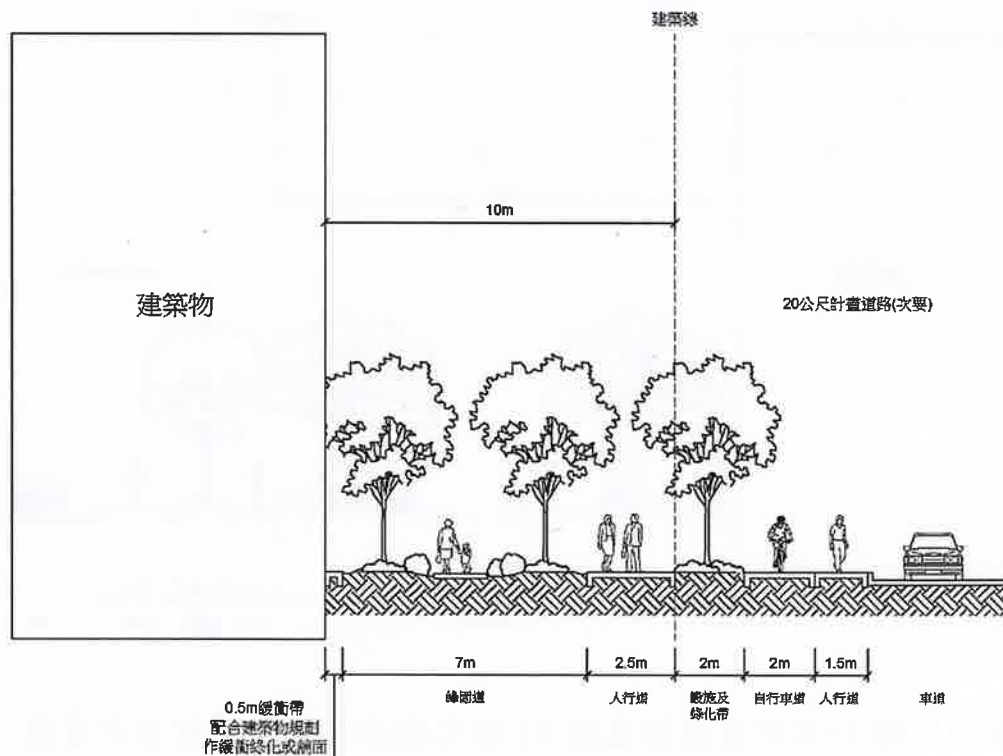 建築線
10m
建築物
20公尺計畫道路(次要)
7m
2.5m
2m
2m
1.5m
綠園道
人行道
設施及
綠化帶
自行車道
人行道
車道
0.5m緩衝帶
配合建築物規劃
作緩衝綠化或鋪面